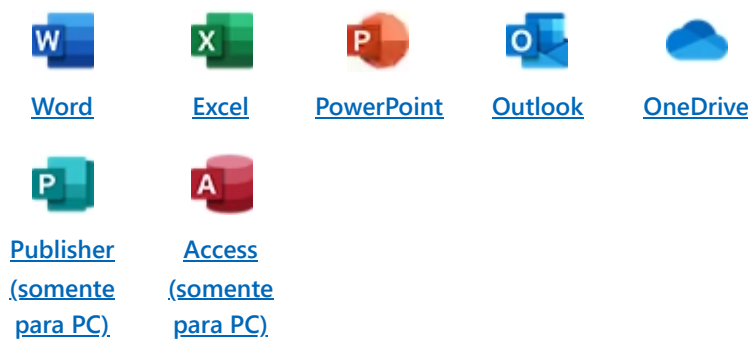 W
X
P
O
Word
Excel
PowerPoint
Outlook
OneDrive
P
A
Publisher
(somente
para PC)
Access
(somente
para PC)